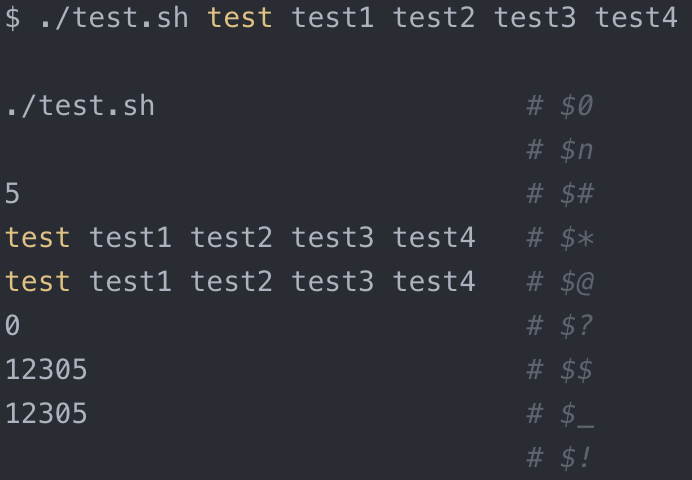 $ ./test.sh test test1 test2 test3 test4
./test.sh # $0
# $n
5 # $#
test test1 test2 test3 test4 # $*
test test1 test2 test3 test4 # $@
0 # $?
12305 # $$
12305 # $_
# $!